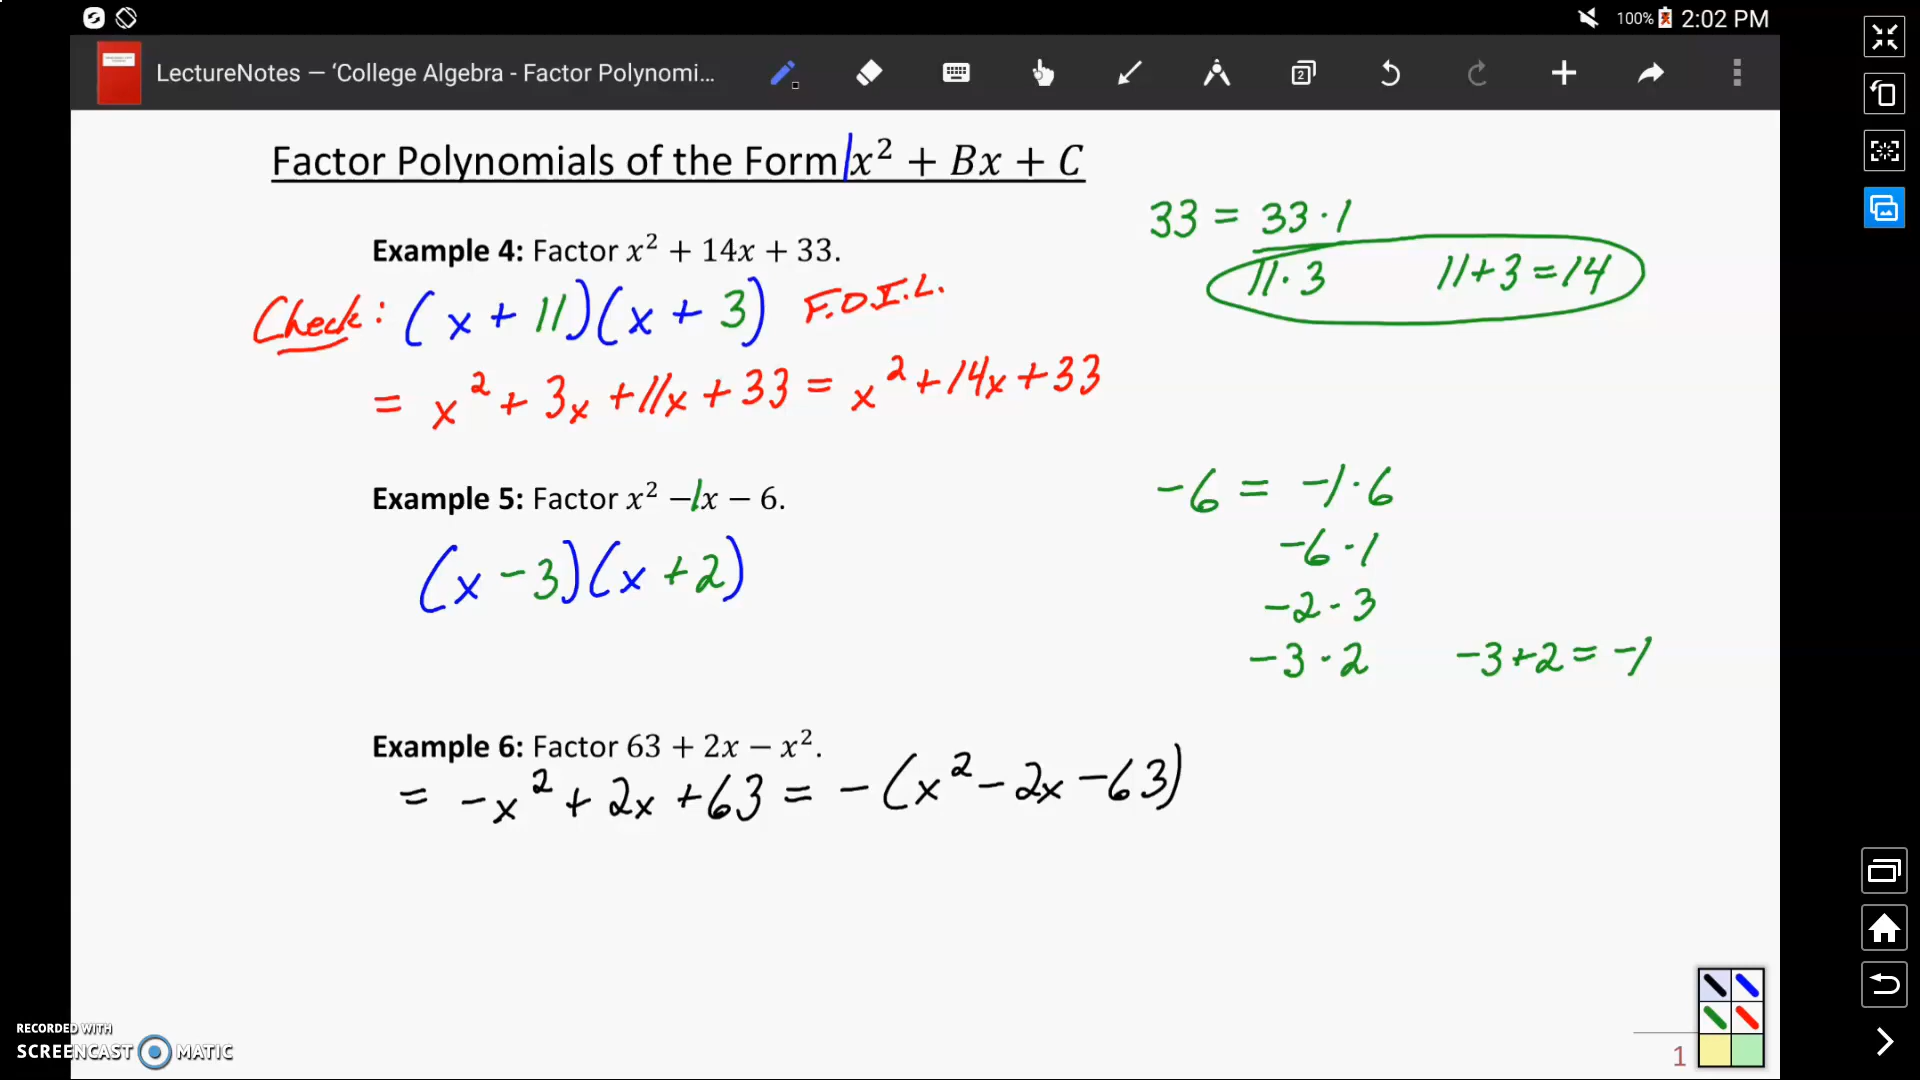 100% 2:02 PM
LectureNotes — ‘College Algebra - Factor Polynomi...
2
Factor Polynomials of the Form 1x² + Bx + C
33 = 33 · 1
Example 4: Factor x² + 14x + 33.
11 · 3 11 + 3 = 14
Check: (x + 11)(x + 3) F.O.I.L.
= x² + 3x + 11x + 33 = x² + 14x + 33
Example 5: Factor x² − 1x − 6.
-6 = -1 · 6
-6 · 1
(x - 3)(x + 2)
-2 · 3
-3 · 2 -3 + 2 = -1
Example 6: Factor 63 + 2x − x².
= -x² + 2x + 63 = -(x² - 2x - 63)
RECORDED WITH
SCREENCAST MATIC
1